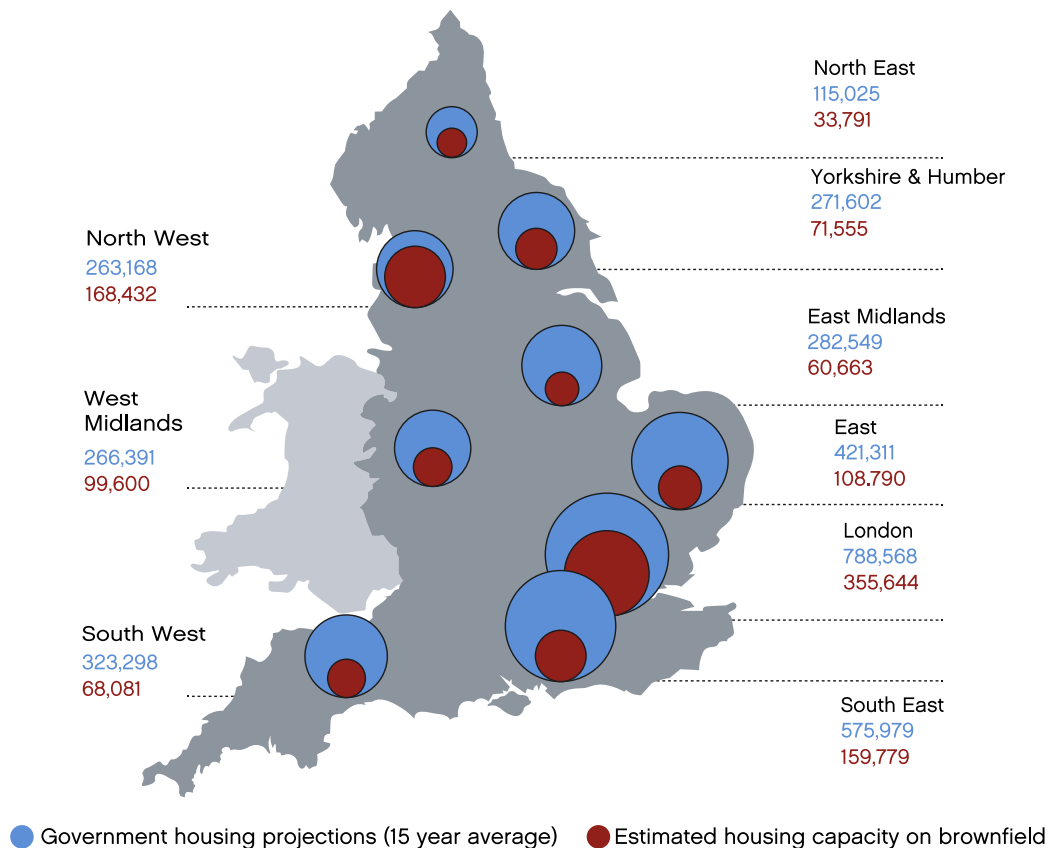 North East
115,025
33,791
Yorkshire & Humber
271,602
71,555
North West
263,168
168,432
East Midlands
282,549
60,663
West
Midlands
266,391
99,600
East
421,311
108.790
London
788,568
355,644
South West
323,298
68,081
South East
575,979
159,779
Government housing projections (15 year average)
Estimated housing capacity on brownfield